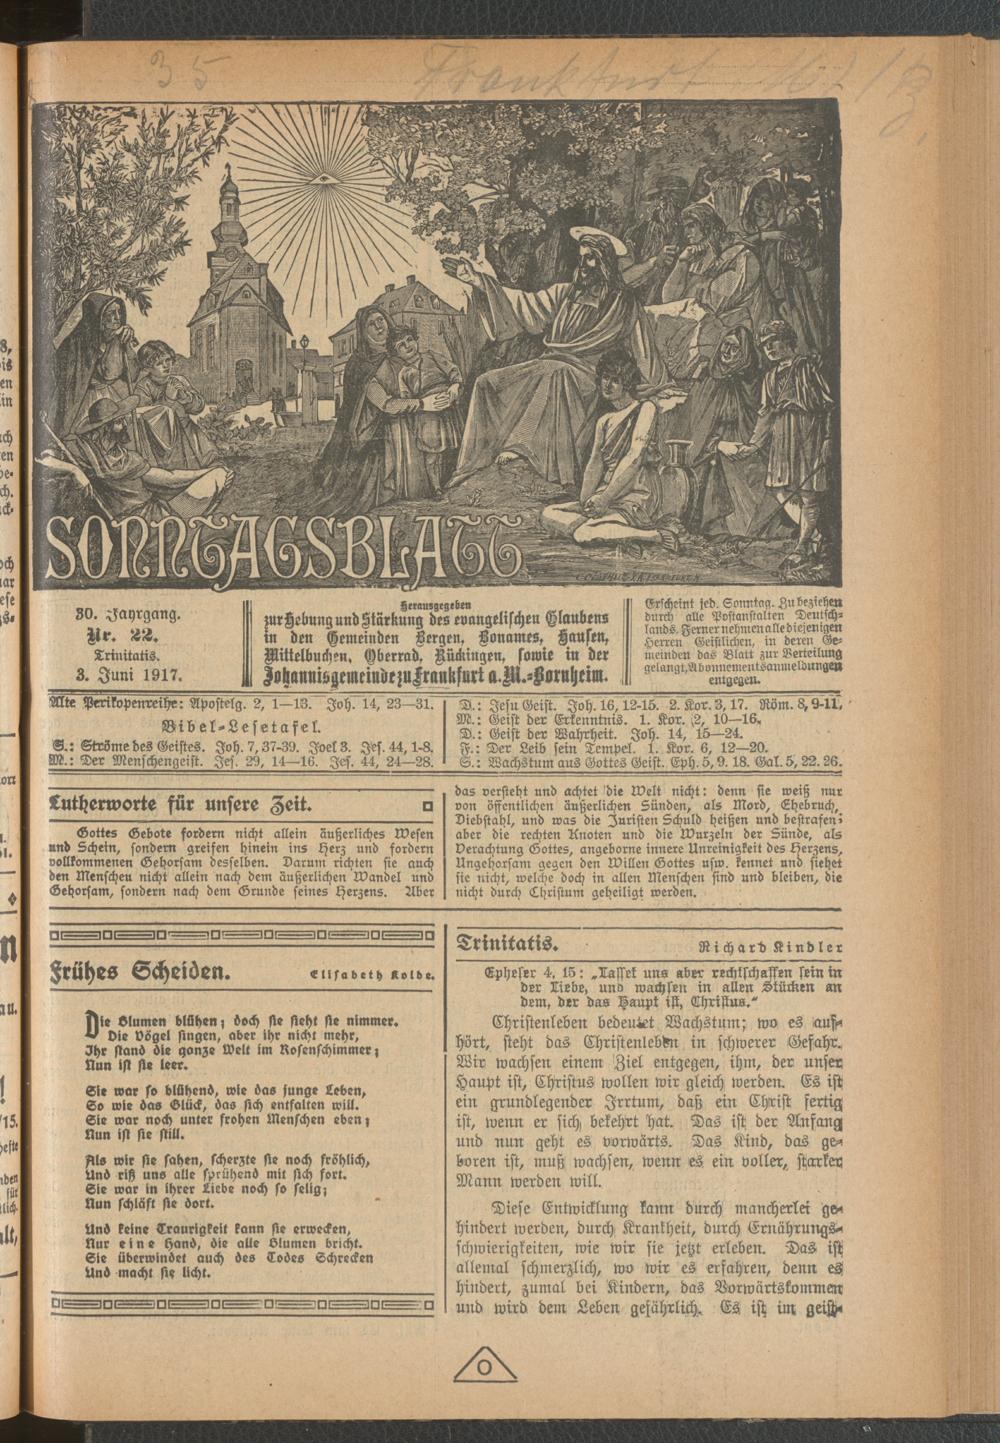 35 Frankfurt
SONNTAGSBLATT
30. Jahrgang.
Nr. 22.
Trinitatis.
3. Juni 1917.
Herausgegeben
zur Hebung und Stärkung des evangelischen Glaubens
in den Gemeinden Bergen, Bonames, Hausen,
Mittelbuchen, Oberrad, Rückingen, sowie in der
Johannisgemeinde zu Frankfurt a. M.-Bornheim.
Erscheint jed. Sonntag. Zu beziehen
durch alle Postanstalten Deutsch-
lands. Ferner nehmen alle diejenigen
Herren Geistlichen, in deren Ge-
meinden das Blatt zur Verteilung
gelangt, Abonnementsanmeldungen
entgegen.
Alte Perikopenreihe: Apostelg. 2, 1—13. Joh. 14, 23—31.
Bibel-Lesetafel.
S.: Ströme des Geistes. Joh. 7, 37-39. Joel 3. Jes. 44, 1-8.
M.: Der Menschengeist. Jes. 29, 14—16. Jes. 44, 24—28.
D.: Jesu Geist. Joh. 16, 12-15. 2. Kor. 3, 17. Röm. 8, 9-11.
M.: Geist der Erkenntnis. 1. Kor. 2, 10—16.
D.: Geist der Wahrheit. Joh. 14, 15—24.
F.: Der Leib sein Tempel. 1. Kor. 6, 12—20.
S.: Wachstum aus Gottes Geist. Eph. 5, 9. 18. Gal. 5, 22. 26.
Lutherworte für unsere Zeit.
Gottes Gebote fordern nicht allein äußerliches Wesen
und Schein, sondern greifen hinein ins Herz und fordern
vollkommenen Gehorsam desselben. Darum richten sie auch
den Menschen nicht allein nach dem äußerlichen Wandel und
Gehorsam, sondern nach dem Grunde seines Herzens. Aber
das versteht und achtet die Welt nicht: denn sie weiß nur
von öffentlichen äußerlichen Sünden, als Mord, Ehebruch,
Diebstahl, und was die Juristen Schuld heißen und bestrafen;
aber die rechten Knoten und die Wurzeln der Sünde, als
Verachtung Gottes, angeborne innere Unreinigkeit des Herzens,
Ungehorsam gegen den Willen Gottes usw. kennet und siehet
sie nicht, welche doch in allen Menschen sind und bleiben, die
nicht durch Christum geheiligt werden.
Frühes Scheiden. Elisabeth Kolbe.
Die Blumen blühen; doch sie sieht sie nimmer.
Die Vögel singen, aber ihr nicht mehr,
Ihr stand die ganze Welt im Rosenschimmer;
Nun ist sie leer.
Sie war so blühend, wie das junge Leben,
So wie das Glück, das sich entfalten will.
Sie war noch unter frohen Menschen eben;
Nun ist sie still.
Als wir sie sahen, scherzte sie noch fröhlich,
Und riß uns alle sprühend mit sich fort.
Sie war in ihrer Liebe noch so selig;
Nun schläft sie dort.
Und keine Traurigkeit kann sie erwecken,
Nur eine Hand, die alle Blumen bricht.
Sie überwindet auch des Todes Schrecken
Und macht sie licht.
Trinitatis. Richard Kindler
Epheser 4, 15: „Lasset uns aber rechtschaffen sein in
der Liebe, und wachsen in allen Stücken an
dem, der das Haupt ist, Christus.“
Christenleben bedeutet Wachstum; wo es auf-
hört, steht das Christenleben in schwerer Gefahr.
Wir wachsen einem Ziel entgegen, ihm, der unser
Haupt ist, Christus wollen wir gleich werden. Es ist
ein grundlegender Irrtum, daß ein Christ fertig
ist, wenn er sich bekehrt hat. Das ist der Anfang
und nun geht es vorwärts. Das Kind, das ge-
boren ist, muß wachsen, wenn es ein voller, starker
Mann werden will.
Diese Entwicklung kann durch mancherlei ge-
hindert werden, durch Krankheit, durch Ernährungs-
schwierigkeiten, wie wir sie jetzt erleben. Das ist
allemal schmerzlich, wo wir es erfahren, denn es
hindert, zumal bei Kindern, das Vorwärtskommen
und wird dem Leben gefährlich. Es ist im geist-
O